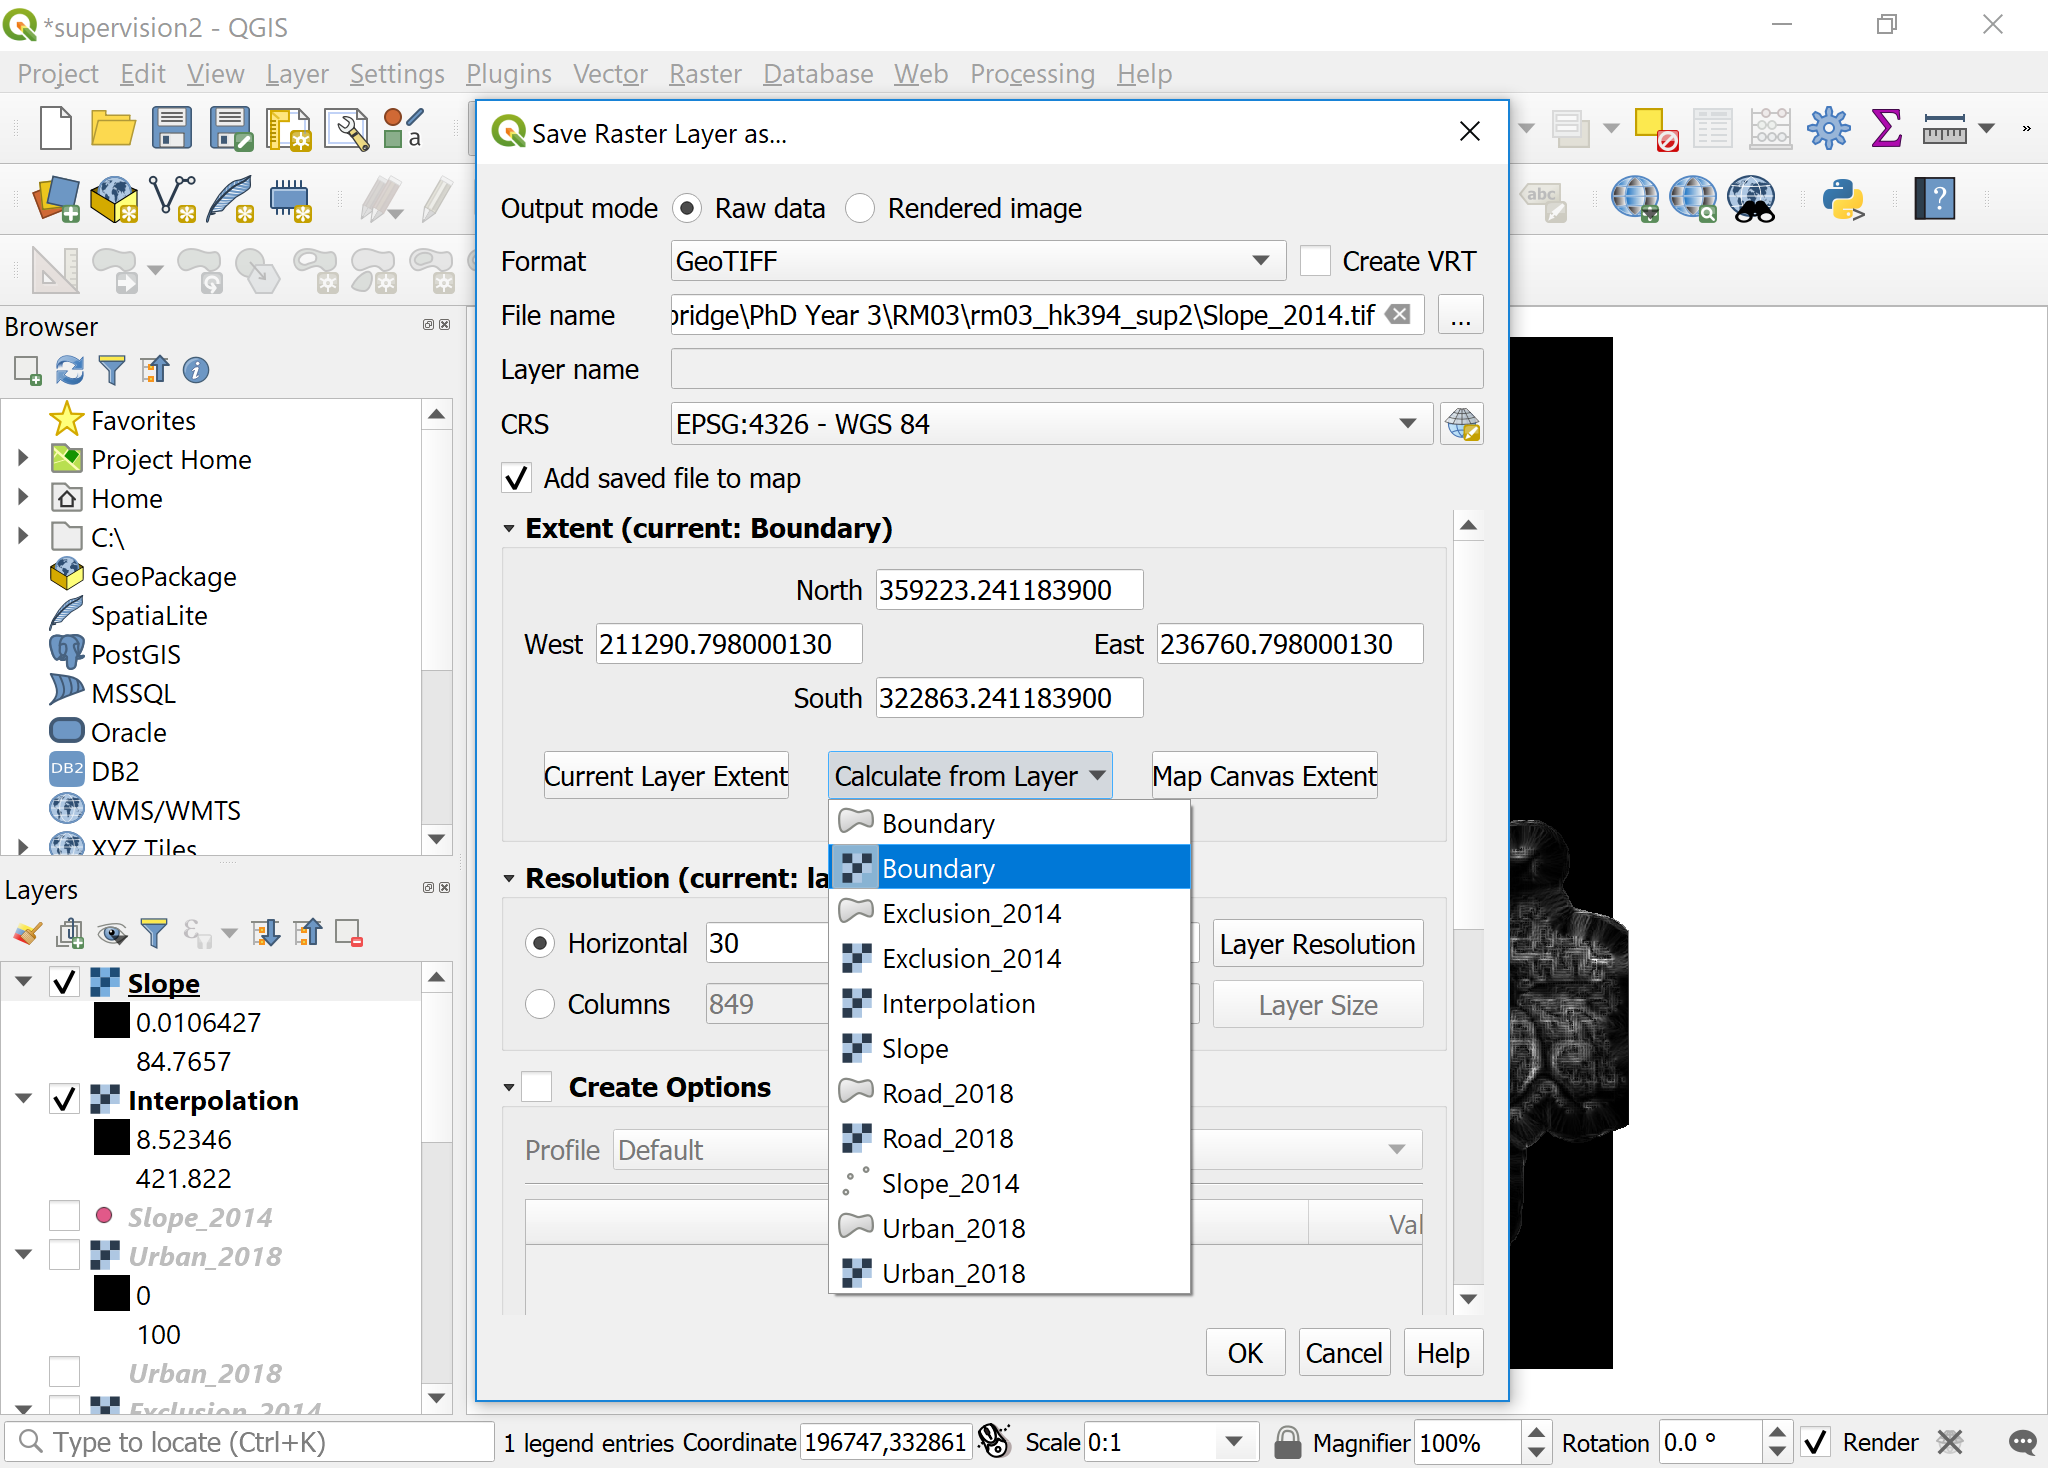 *supervision2 - QGIS
Project Edit View Layer Settings Plugins Vector Raster Database Web Processing Help
a
»
abc
?
Browser
Favorites
Project Home
Home
C:\
GeoPackage
SpatiaLite
PostGIS
MSSQL
Oracle
DB2 DB2
WMS/WMTS
XYZ Tiles
Layers
Slope
0.0106427
84.7657
Interpolation
8.52346
421.822
Slope_2014
Urban_2018
0
100
Urban_2018
Exclusion_2014
Save Raster Layer as...
Output mode Raw data Rendered image
Format GeoTIFF Create VRT
File name bridge\PhD Year 3\RM03\rm03_hk394_sup2\Slope_2014.tif ...
Layer name
CRS EPSG:4326 - WGS 84
Add saved file to map
Extent (current: Boundary)
North 359223.241183900
West 211290.798000130 East 236760.798000130
South 322863.241183900
Current Layer Extent Calculate from Layer Map Canvas Extent
Boundary
Boundary
Exclusion_2014
Exclusion_2014
Interpolation
Slope
Road_2018
Road_2018
Slope_2014
Urban_2018
Urban_2018
Resolution (current: la
Horizontal 30 Layer Resolution
Columns 849 Layer Size
Create Options
Profile Default
Val
OK Cancel Help
Type to locate (Ctrl+K) 1 legend entries Coordinate 196747,332861 Scale 0:1 Magnifier 100% Rotation 0.0 ° Render